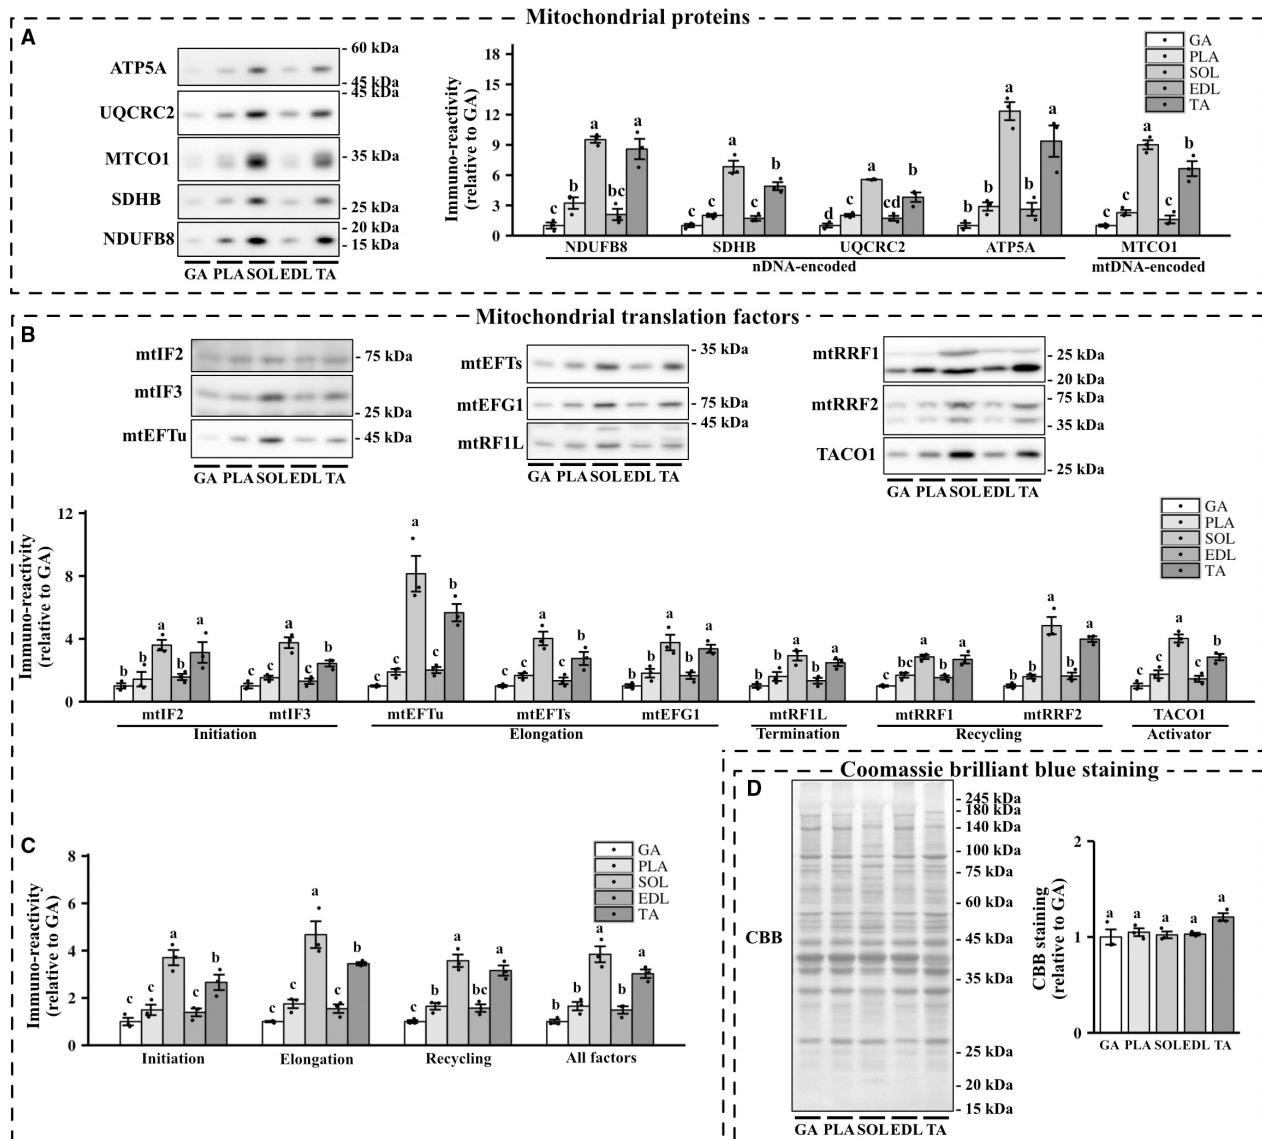 Mitochondrial proteins
A
ATP5A
- 60 kDa
- 45 kDa
UQCRC2
- 45 kDa
MTCO1
- 35 kDa
SDHB
- 25 kDa
NDUFB8
- 20 kDa
- 15 kDa
GA PLA SOL EDL TA
Immuno-reactivity
(relative to GA)
18
15
12
9
6
3
0
c b a bc a
c c a c b
d c a cd b
c b a b a
c c a c b
NDUFB8 SDHB UQCRC2 ATP5A MTCO1
nDNA-encoded mtDNA-encoded
GA
PLA
SOL
EDL
TA
Mitochondrial translation factors
B
mtIF2
- 75 kDa
mtIF3
- 25 kDa
mtEFTu
- 45 kDa
GA PLA SOL EDL TA
mtEFTs
- 35 kDa
mtEFG1
- 75 kDa
mtRF1L
- 45 kDa
GA PLA SOL EDL TA
mtRRF1
- 25 kDa
- 20 kDa
mtRRF2
- 75 kDa
- 35 kDa
TACO1
- 25 kDa
GA PLA SOL EDL TA
Immuno-reactivity
(relative to GA)
12
8
4
0
b b a b a
c c a c b
c c a c b
c c a c b
b b a b a
b b a b a
c bc a b a
b b a b a
c c a c b
mtIF2 mtIF3 mtEFTu mtEFTs mtEFG1 mtRF1L mtRRF1 mtRRF2 TACO1
Initiation Elongation Termination Recycling Activator
GA
PLA
SOL
EDL
TA
C
Immuno-reactivity
(relative to GA)
8
6
4
2
0
c c a c b
c c a c b
c b a bc a
b b a b a
Initiation Elongation Recycling All factors
GA
PLA
SOL
EDL
TA
Coomassie brilliant blue staining
D
CBB
- 245 kDa
- 180 kDa
- 140 kDa
- 100 kDa
- 75 kDa
- 60 kDa
- 45 kDa
- 35 kDa
- 25 kDa
- 20 kDa
- 15 kDa
GA PLA SOL EDL TA
CBB staining
(relative to GA)
2
1
0
a a a a a
GA PLA SOL EDL TA